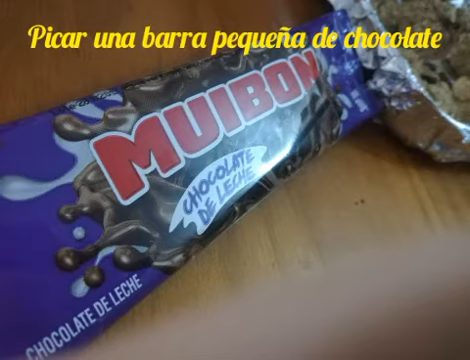 Picar una barra pequeña de chocolate
MUIBON
CHOCOLATE
DE LECHE
CHOCOLATE DE LECHE